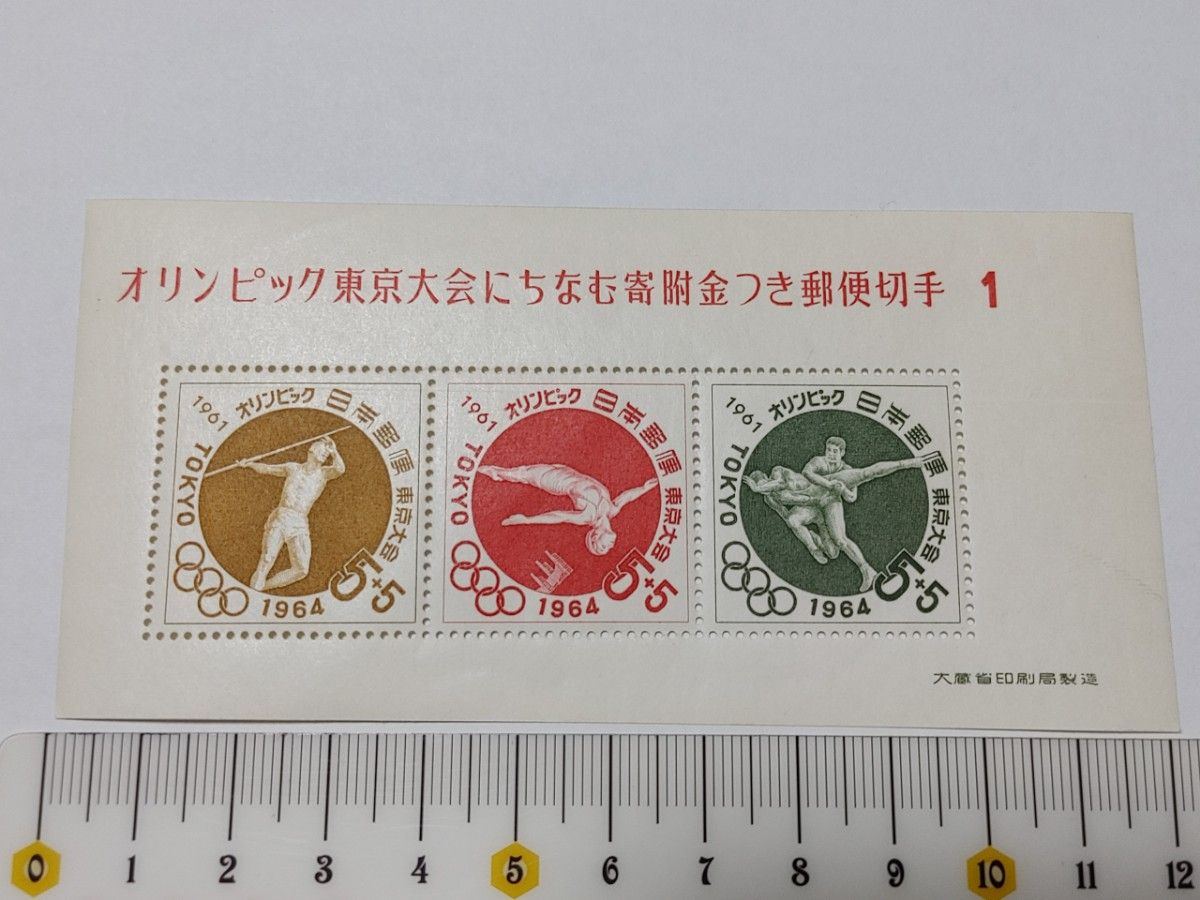 オリンピック東京大会にちなむ寄附金つき郵便切手 1
1961 オリンピック 日本郵便
TOKYO 東京大会
1964 5+5
1961 オリンピック 日本郵便
TOKYO 東京大会
1964 5+5
1961 オリンピック 日本郵便
TOKYO 東京大会
1964 5+5
大蔵省印刷局製造
0 1 2 3 4 5 6 7 8 9 10 11 12